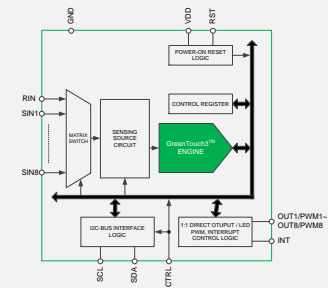 GND
VDD
RST
POWER-ON RESET
LOGIC
RIN
SIN1
SIN8
MATRIX
SWITCH
SENSING
SOURCE
CIRCUIT
CONTROL REGISTER
GreenTouch3™
ENGINE
I2C-BUS INTERFACE
LOGIC
1:1 DIRECT OTUPUT / LED
PWM, INTERRUPT
CONTROL LOGIC
OUT1/PWM1~
OUT8/PWM8
INT
SCL
SDA
CTRL